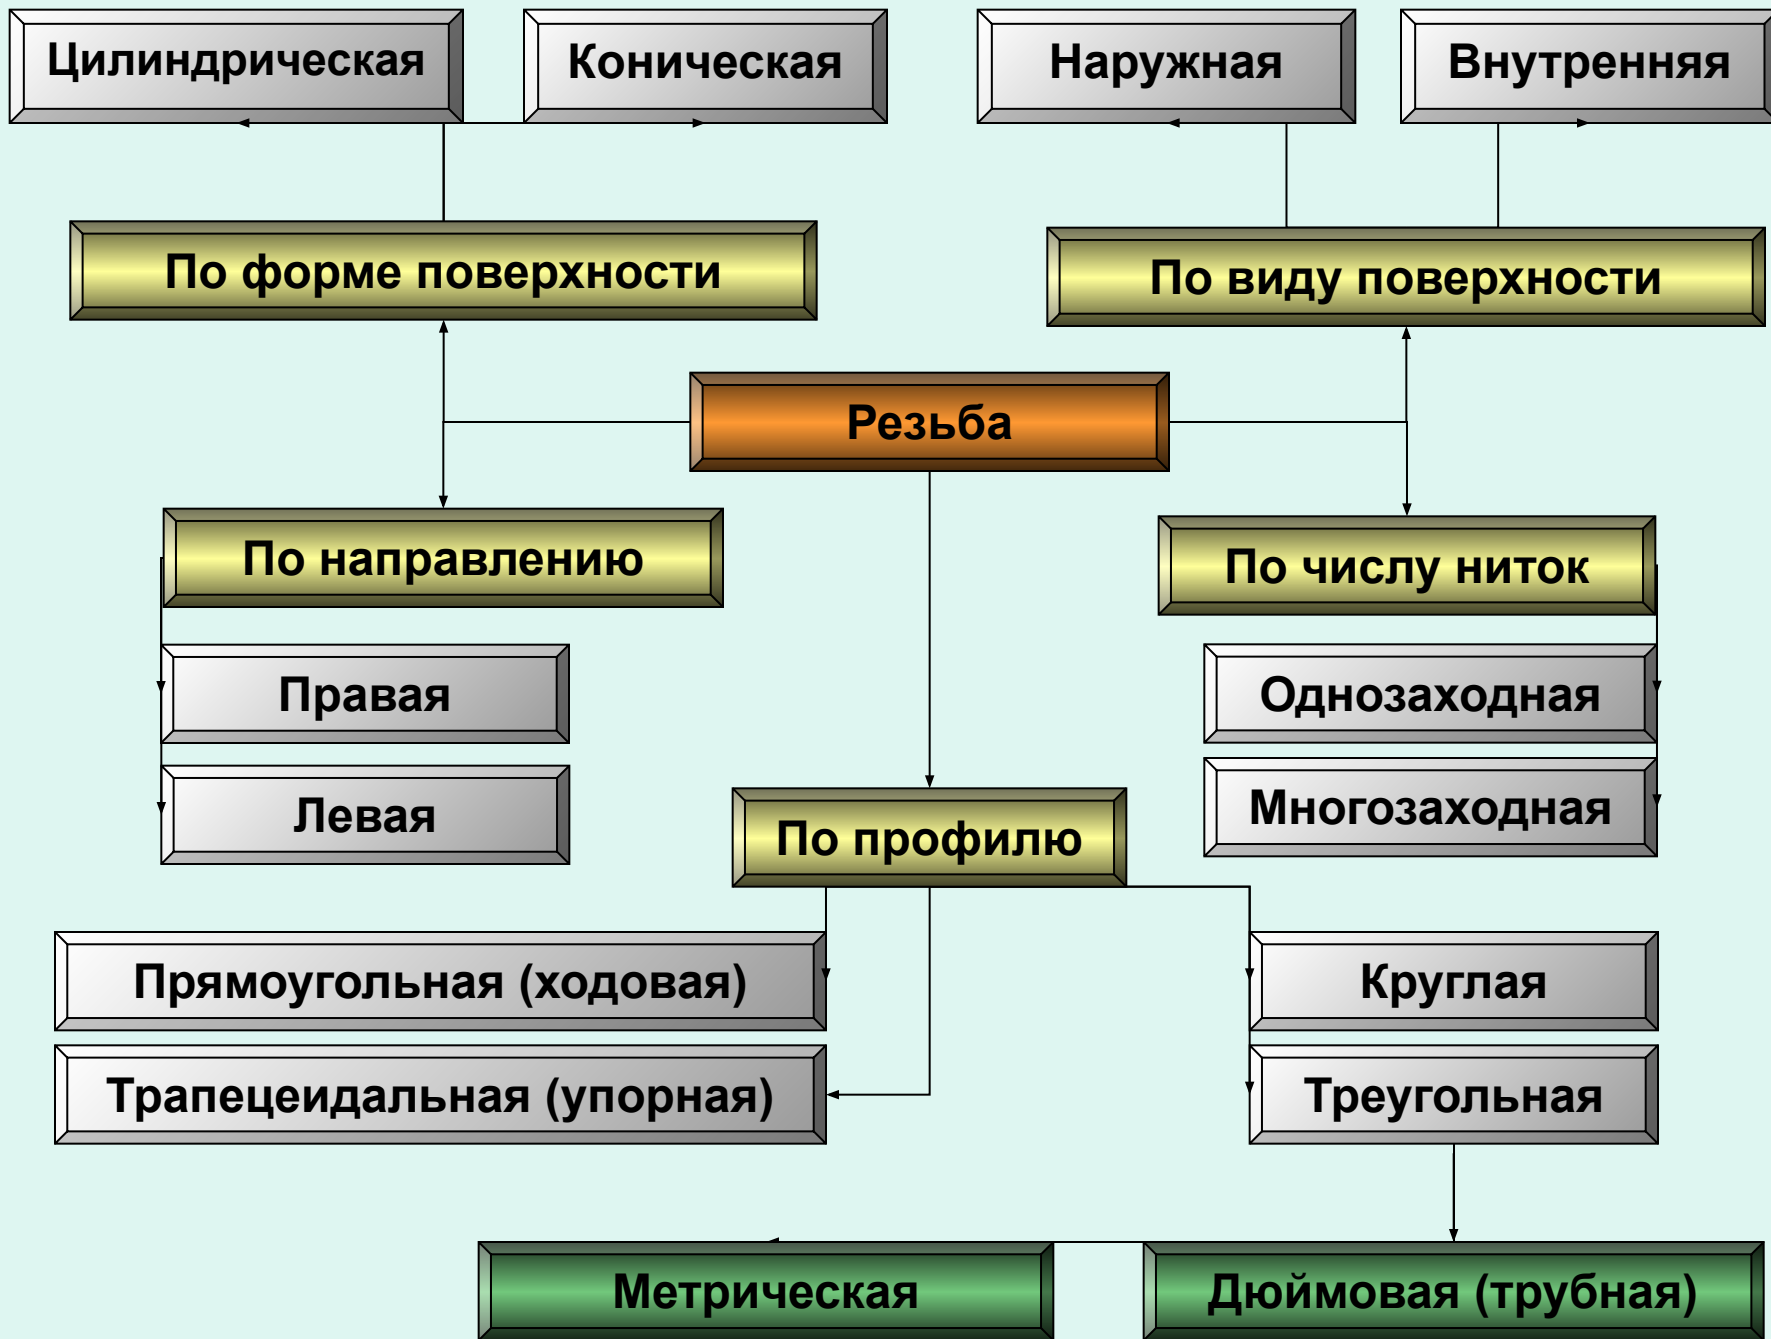 Цилиндрическая
Коническая
Наружная
Внутренняя
По форме поверхности
По виду поверхности
Резьба
По направлению
По числу ниток
Правая
Однозаходная
Левая
Многозаходная
По профилю
Прямоугольная (ходовая)
Круглая
Трапецеидальная (упорная)
Треугольная
Метрическая
Дюймовая (трубная)